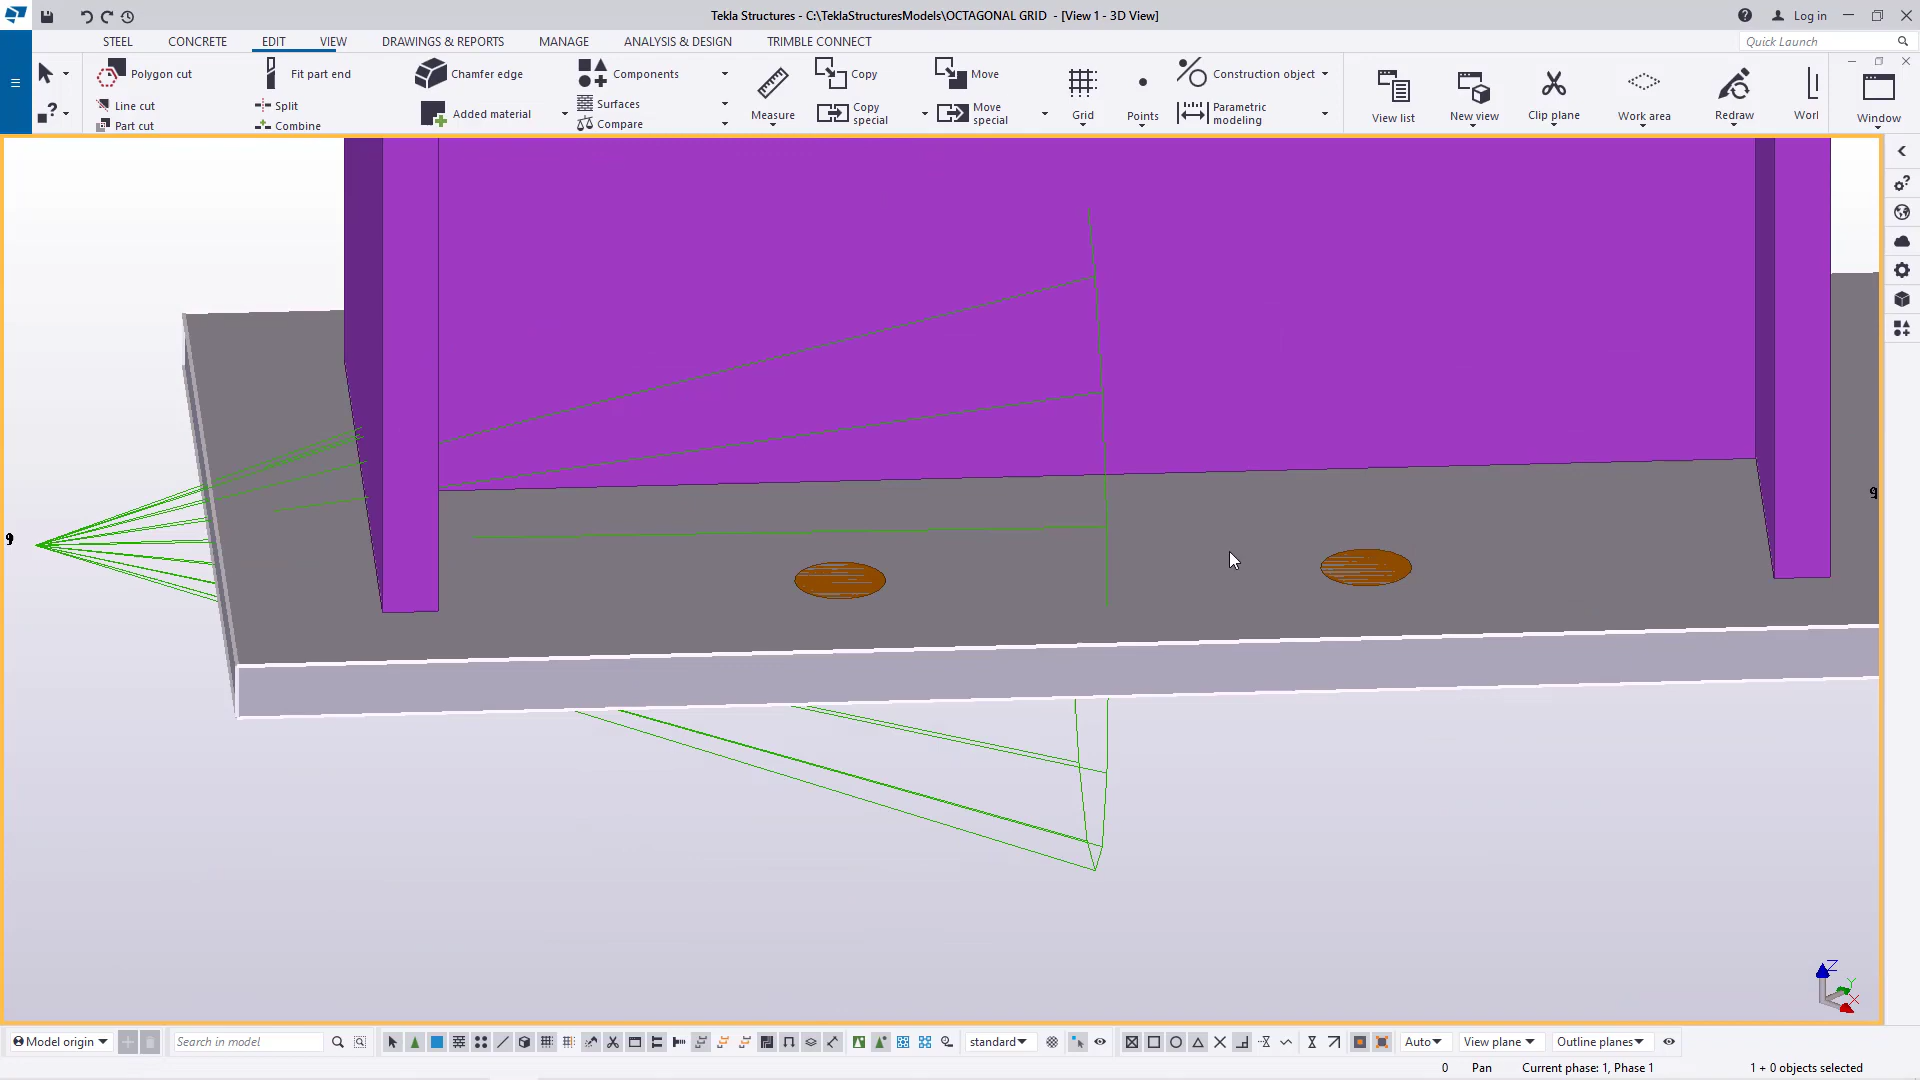 Tekla Structures - C:\TeklaStructuresModels\OCTAGONAL GRID - [View 1 - 3D View]
Log in
STEEL CONCRETE EDIT VIEW DRAWINGS & REPORTS MANAGE ANALYSIS & DESIGN TRIMBLE CONNECT
Quick Launch
Polygon cut
Line cut
Part cut
Fit part end
Split
Combine
Chamfer edge
Added material
Components
Surfaces
Compare
Measure
Copy
Copy special
Move
Move special
Grid
Points
Construction object
Parametric modeling
View list
New view
Clip plane
Work area
Redraw
Worl
Window
9
9
Z
Y
X
Model origin
Search in model
standard
Auto
View plane
Outline planes
0
Pan
Current phase: 1, Phase 1
1 + 0 objects selected